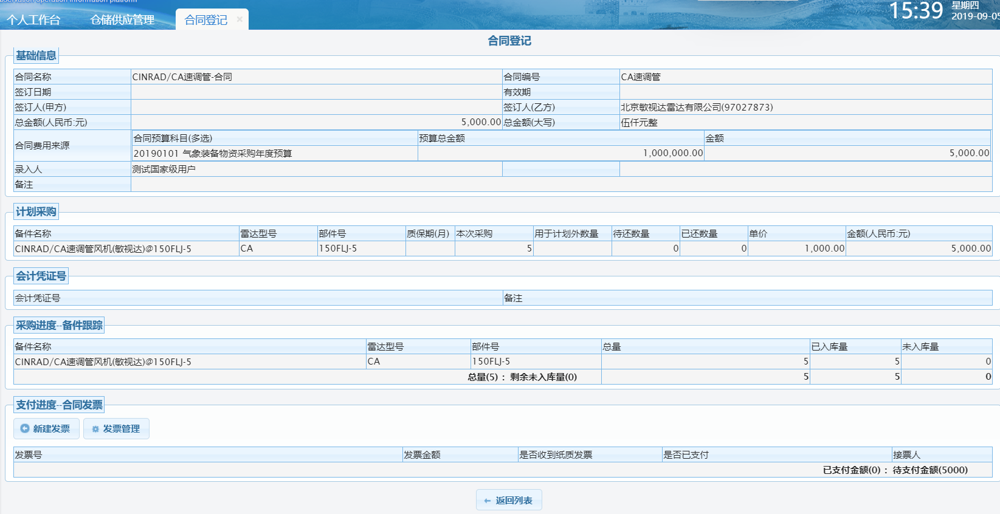 observation operation information platform
个人工作台 仓储供应管理 合同登记 × 15:39 星期四
2019-09-05
合同登记
基础信息
合同名称 CINRAD/CA速调管-合同 合同编号 CA速调管
签订日期 有效期
签订人(甲方) 签订人(乙方) 北京敏视达雷达有限公司(97027873)
总金额(人民币:元) 5,000.00 总金额(大写) 伍仟元整
合同费用来源 合同预算科目(多选) 预算总金额 金额
20190101 气象装备物资采购年度预算 1,000,000.00 5,000.00
录入人 测试国家级用户
备注
计划采购
备件名称 雷达型号 部件号 质保期(月) 本次采购 用于计划外数量 待还数量 已还数量 单价 金额(人民币:元)
CINRAD/CA速调管风机(敏视达)@150FLJ-5 CA 150FLJ-5 5 0 0 1,000.00 5,000.00
会计凭证号
会计凭证号 备注
采购进度--备件跟踪
备件名称 雷达型号 部件号 总量 已入库量 未入库量
CINRAD/CA速调管风机(敏视达)@150FLJ-5 CA 150FLJ-5 5 5 0
总量(5) : 剩余未入库量(0) 5 5 0
支付进度--合同发票
新建发票 发票管理
发票号 发票金额 是否收到纸质发票 是否已支付 接票人
已支付金额(0) : 待支付金额(5000)
返回列表